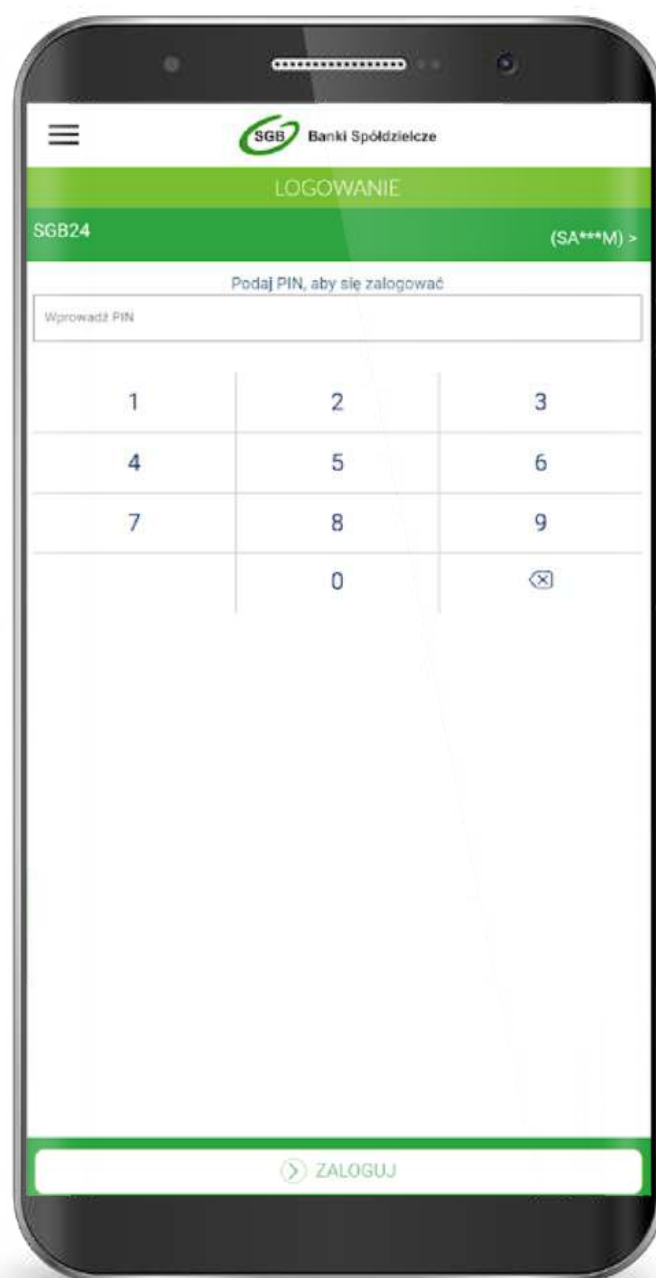 SGB Banki Spółdzielcze
LOGOWANIE
SGB24
(SA***M) >
Podaj PIN, aby się zalogować
Wprowadź PIN
1 2 3
4 5 6
7 8 9
0
ZALOGUJ